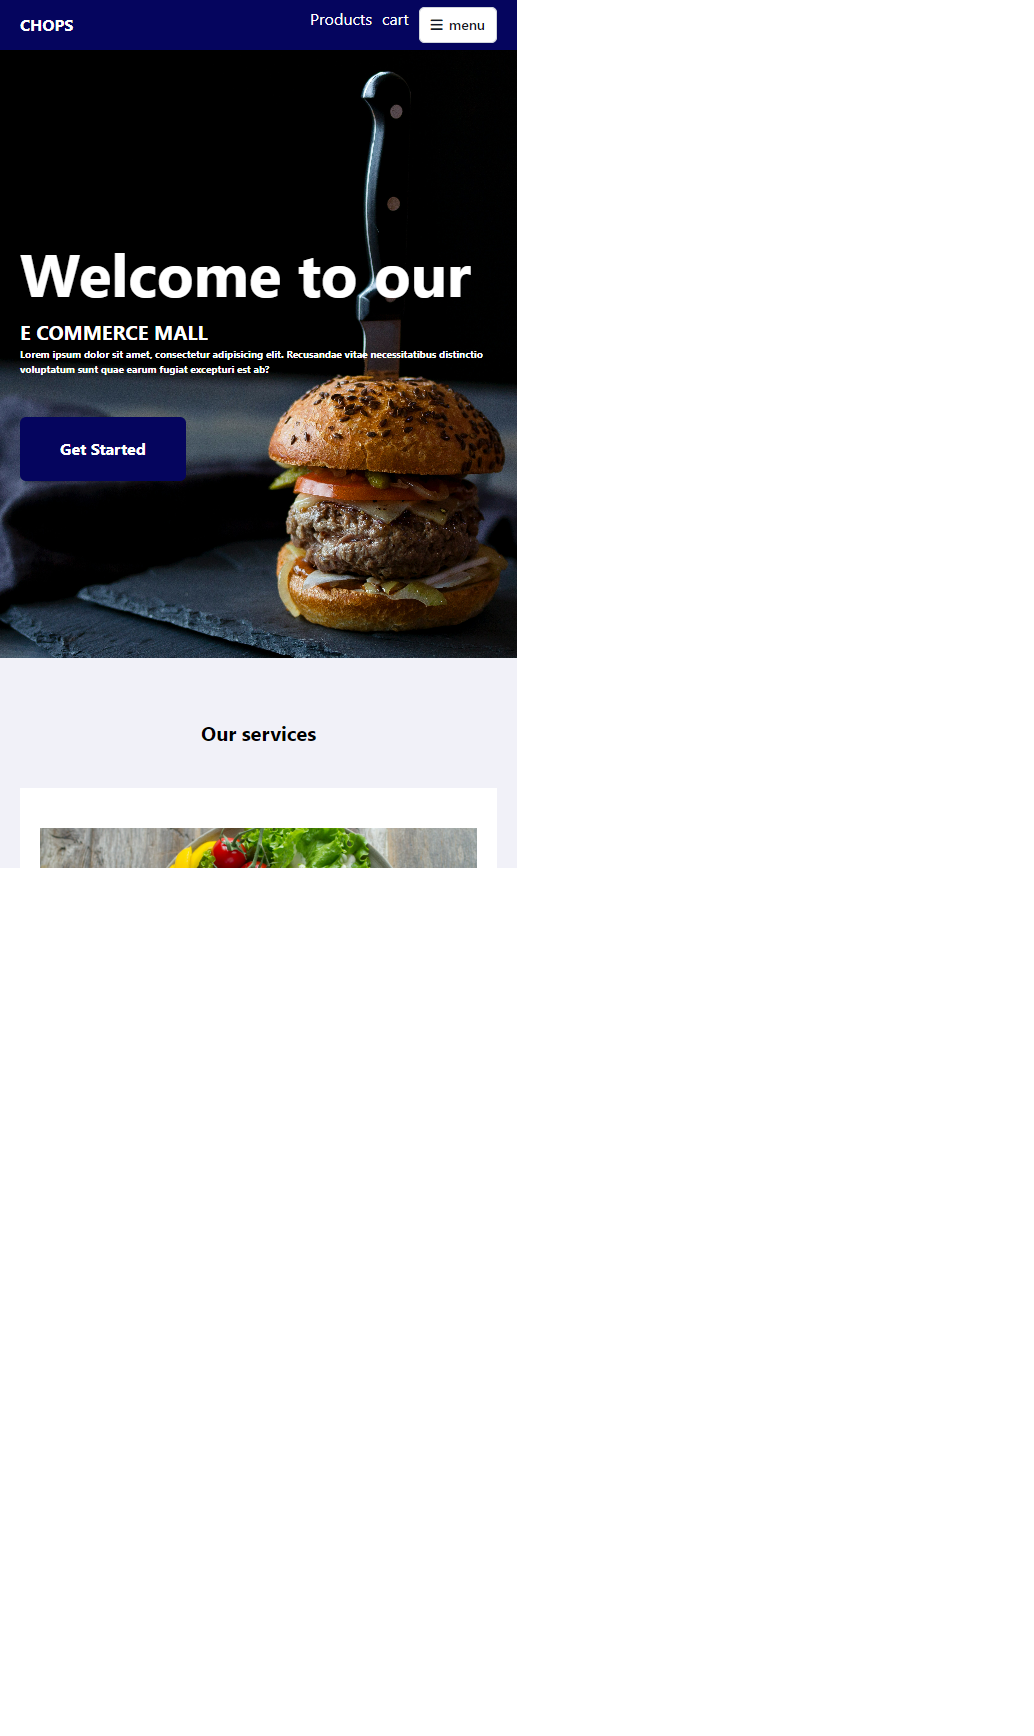 CHOPS
Products cart ☰ menu
Welcome to our
E COMMERCE MALL
Lorem ipsum dolor sit amet, consectetur adipisicing elit. Recusandae vitae necessitatibus distinctio
voluptatum sunt quae earum fugiat excepturi est ab?
Get Started
Our services